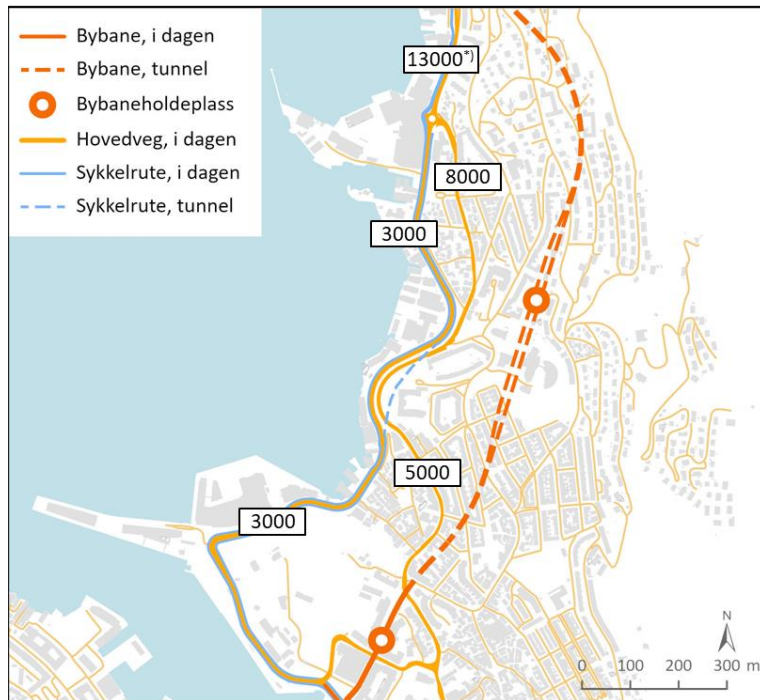 Bybane, i dagen
Bybane, tunnel
Bybaneholdeplass
Hovedveg, i dagen
Sykkelrute, i dagen
Sykkelrute, tunnel
13000*)
8000
3000
5000
3000
N
0 100 200 300 m